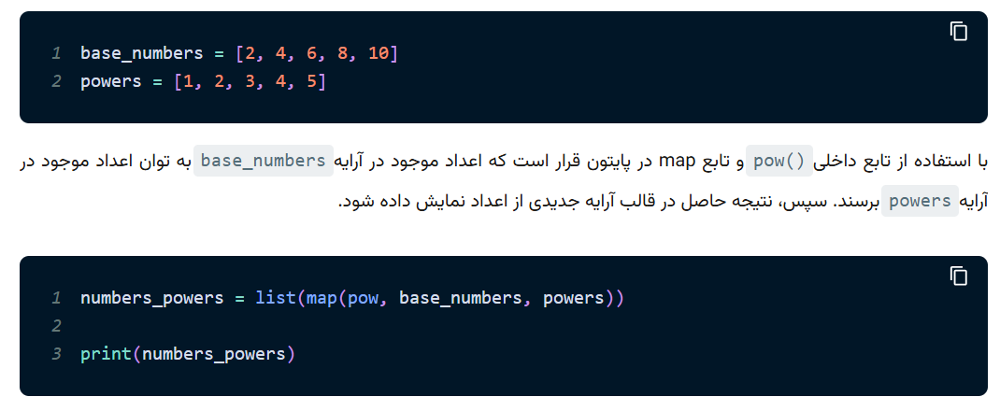 1 base_numbers = [2, 4, 6, 8, 10]
2 powers = [1, 2, 3, 4, 5]
با استفاده از تابع داخلی pow() و تابع map در پایتون قرار است که اعداد موجود در آرایه base_numbers به توان اعداد موجود در
آرایه powers برسند. سپس، نتیجه حاصل در قالب آرایه جدیدی از اعداد نمایش داده شود.
1 numbers_powers = list(map(pow, base_numbers, powers))
2
3 print(numbers_powers)